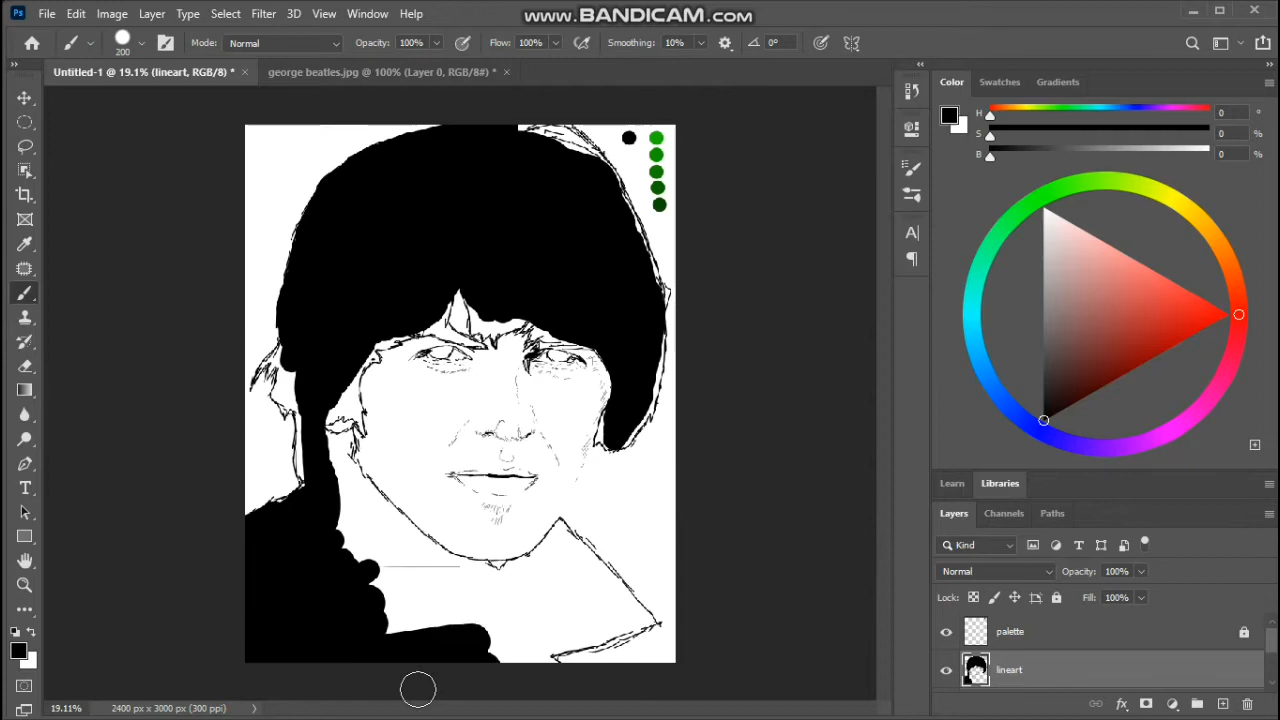 www.BANDICAM.com
Ps File Edit Image Layer Type Select Filter 3D View Window Help
200 Mode: Normal Opacity: 100% Flow: 100% Smoothing: 10% 0°
Untitled-1 @ 19.1% (lineart, RGB/8) * × george beatles.jpg @ 100% (Layer 0, RGB/8#) * ×
Color Swatches Gradients
H 0 °
S 0 %
B 0 %
Learn Libraries
Layers Channels Paths
Kind
Normal Opacity: 100%
Lock: Fill: 100%
palette
lineart
19.11% 2400 px x 3000 px (300 ppi)